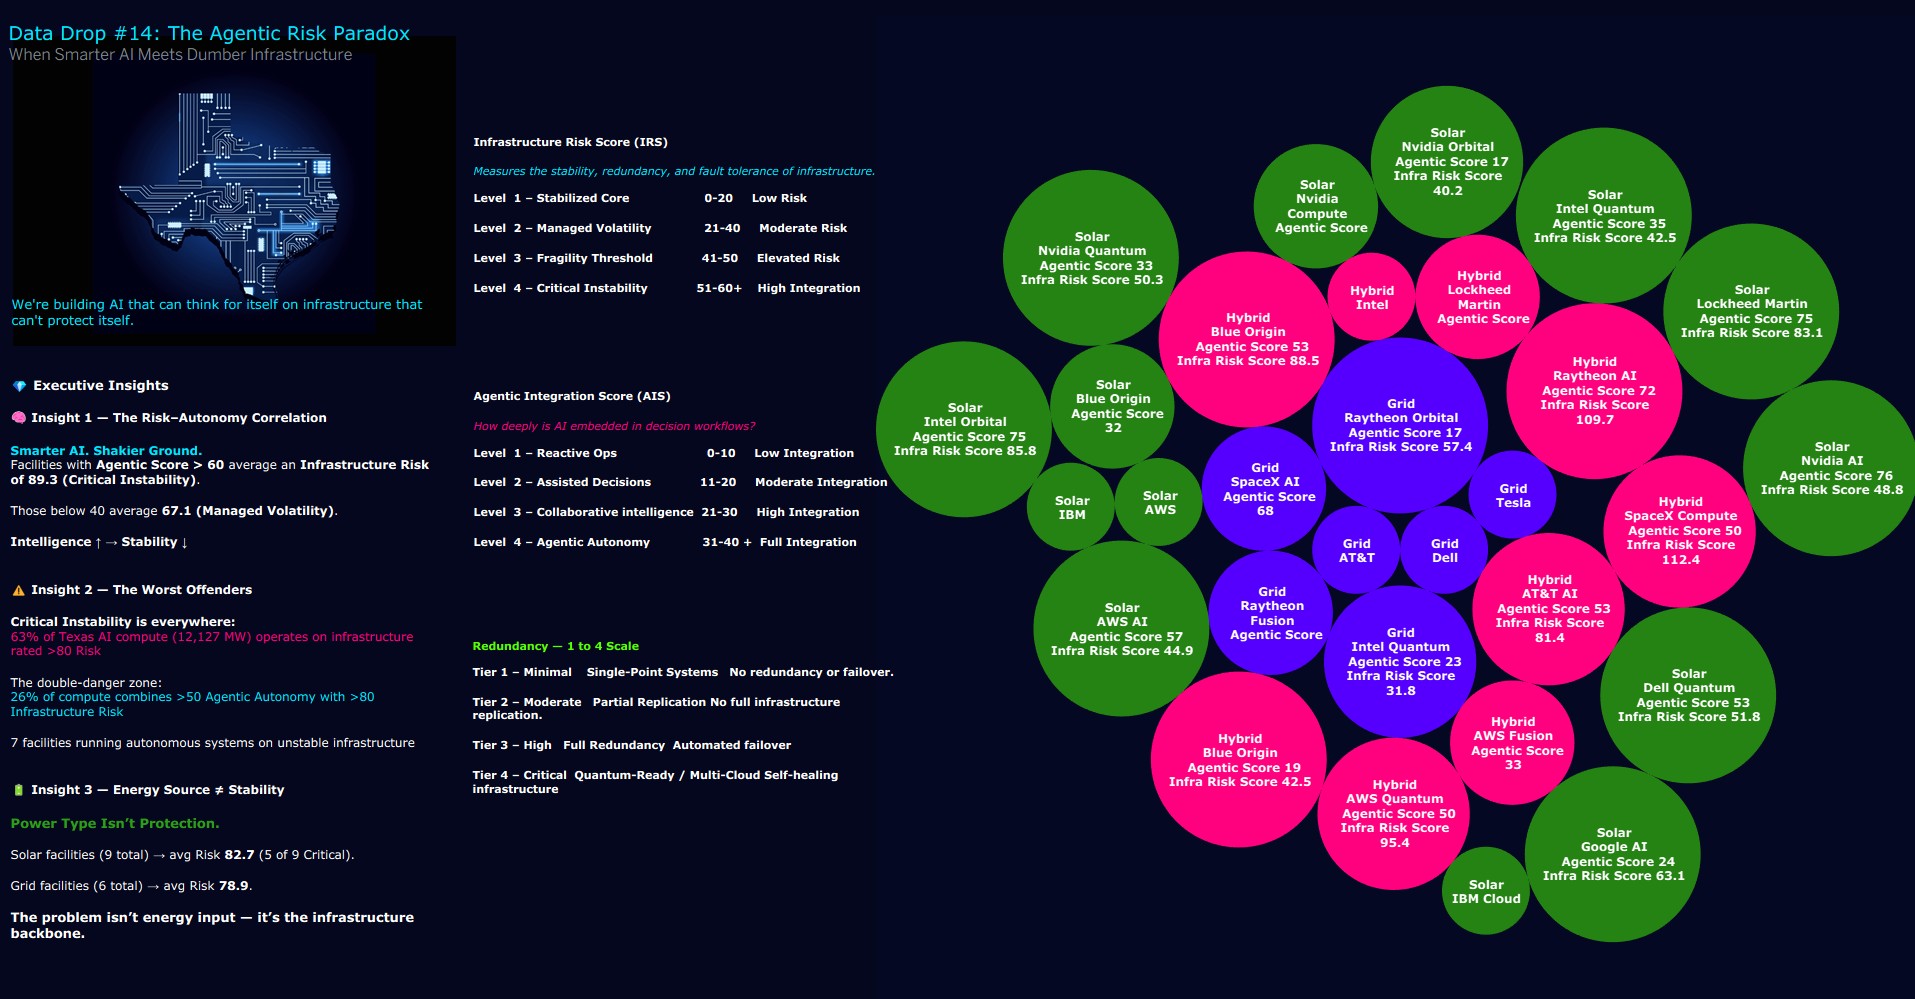 Data Drop #14: The Agentic Risk Paradox
When Smarter AI Meets Dumber Infrastructure
We're building AI that can think for itself on infrastructure that
can't protect itself.
💎 Executive Insights
🧠 Insight 1 — The Risk–Autonomy Correlation
Smarter AI. Shakier Ground.
Facilities with Agentic Score > 60 average an Infrastructure Risk
of 89.3 (Critical Instability).
Those below 40 average 67.1 (Managed Volatility).
Intelligence ↑ → Stability ↓
⚠️ Insight 2 — The Worst Offenders
Critical Instability is everywhere:
63% of Texas AI compute (12,127 MW) operates on infrastructure
rated >80 Risk
The double-danger zone:
26% of compute combines >50 Agentic Autonomy with >80
Infrastructure Risk
7 facilities running autonomous systems on unstable infrastructure
🔋 Insight 3 — Energy Source ≠ Stability
Power Type Isn’t Protection.
Solar facilities (9 total) → avg Risk 82.7 (5 of 9 Critical).
Grid facilities (6 total) → avg Risk 78.9.
The problem isn’t energy input — it’s the infrastructure
backbone.
Infrastructure Risk Score (IRS)
Measures the stability, redundancy, and fault tolerance of infrastructure.
Level 1 – Stabilized Core 0-20 Low Risk
Level 2 – Managed Volatility 21-40 Moderate Risk
Level 3 – Fragility Threshold 41-50 Elevated Risk
Level 4 – Critical Instability 51-60+ High Integration
Agentic Integration Score (AIS)
How deeply is AI embedded in decision workflows?
Level 1 – Reactive Ops 0-10 Low Integration
Level 2 – Assisted Decisions 11-20 Moderate Integration
Level 3 – Collaborative intelligence 21-30 High Integration
Level 4 – Agentic Autonomy 31-40 + Full Integration
Redundancy — 1 to 4 Scale
Tier 1 – Minimal Single-Point Systems No redundancy or failover.
Tier 2 – Moderate Partial Replication No full infrastructure
replication.
Tier 3 – High Full Redundancy Automated failover
Tier 4 – Critical Quantum-Ready / Multi-Cloud Self-healing
infrastructure
Solar
Nvidia Orbital
Agentic Score 17
Infra Risk Score
40.2
Solar
Nvidia
Compute
Agentic Score
Solar
Intel Quantum
Agentic Score 35
Infra Risk Score 42.5
Solar
Nvidia Quantum
Agentic Score 33
Infra Risk Score 50.3
Hybrid
Intel
Hybrid
Lockheed
Martin
Agentic Score
Solar
Lockheed Martin
Agentic Score 75
Infra Risk Score 83.1
Hybrid
Blue Origin
Agentic Score 53
Infra Risk Score 88.5
Hybrid
Raytheon AI
Agentic Score 72
Infra Risk Score
109.7
Solar
Intel Orbital
Agentic Score 75
Infra Risk Score 85.8
Solar
Blue Origin
Agentic Score
32
Grid
Raytheon Orbital
Agentic Score 17
Infra Risk Score 57.4
Solar
Nvidia AI
Agentic Score 76
Infra Risk Score 48.8
Solar
IBM
Solar
AWS
Grid
SpaceX AI
Agentic Score
68
Grid
Tesla
Hybrid
SpaceX Compute
Agentic Score 50
Infra Risk Score
112.4
Grid
AT&T
Grid
Dell
Hybrid
AT&T AI
Agentic Score 53
Infra Risk Score
81.4
Solar
AWS AI
Agentic Score 57
Infra Risk Score 44.9
Grid
Raytheon
Fusion
Agentic Score
Grid
Intel Quantum
Agentic Score 23
Infra Risk Score
31.8
Solar
Dell Quantum
Agentic Score 53
Infra Risk Score 51.8
Hybrid
Blue Origin
Agentic Score 19
Infra Risk Score 42.5
Hybrid
AWS Fusion
Agentic Score
33
Hybrid
AWS Quantum
Agentic Score 50
Infra Risk Score
95.4
Solar
Google AI
Agentic Score 24
Infra Risk Score 63.1
Solar
IBM Cloud